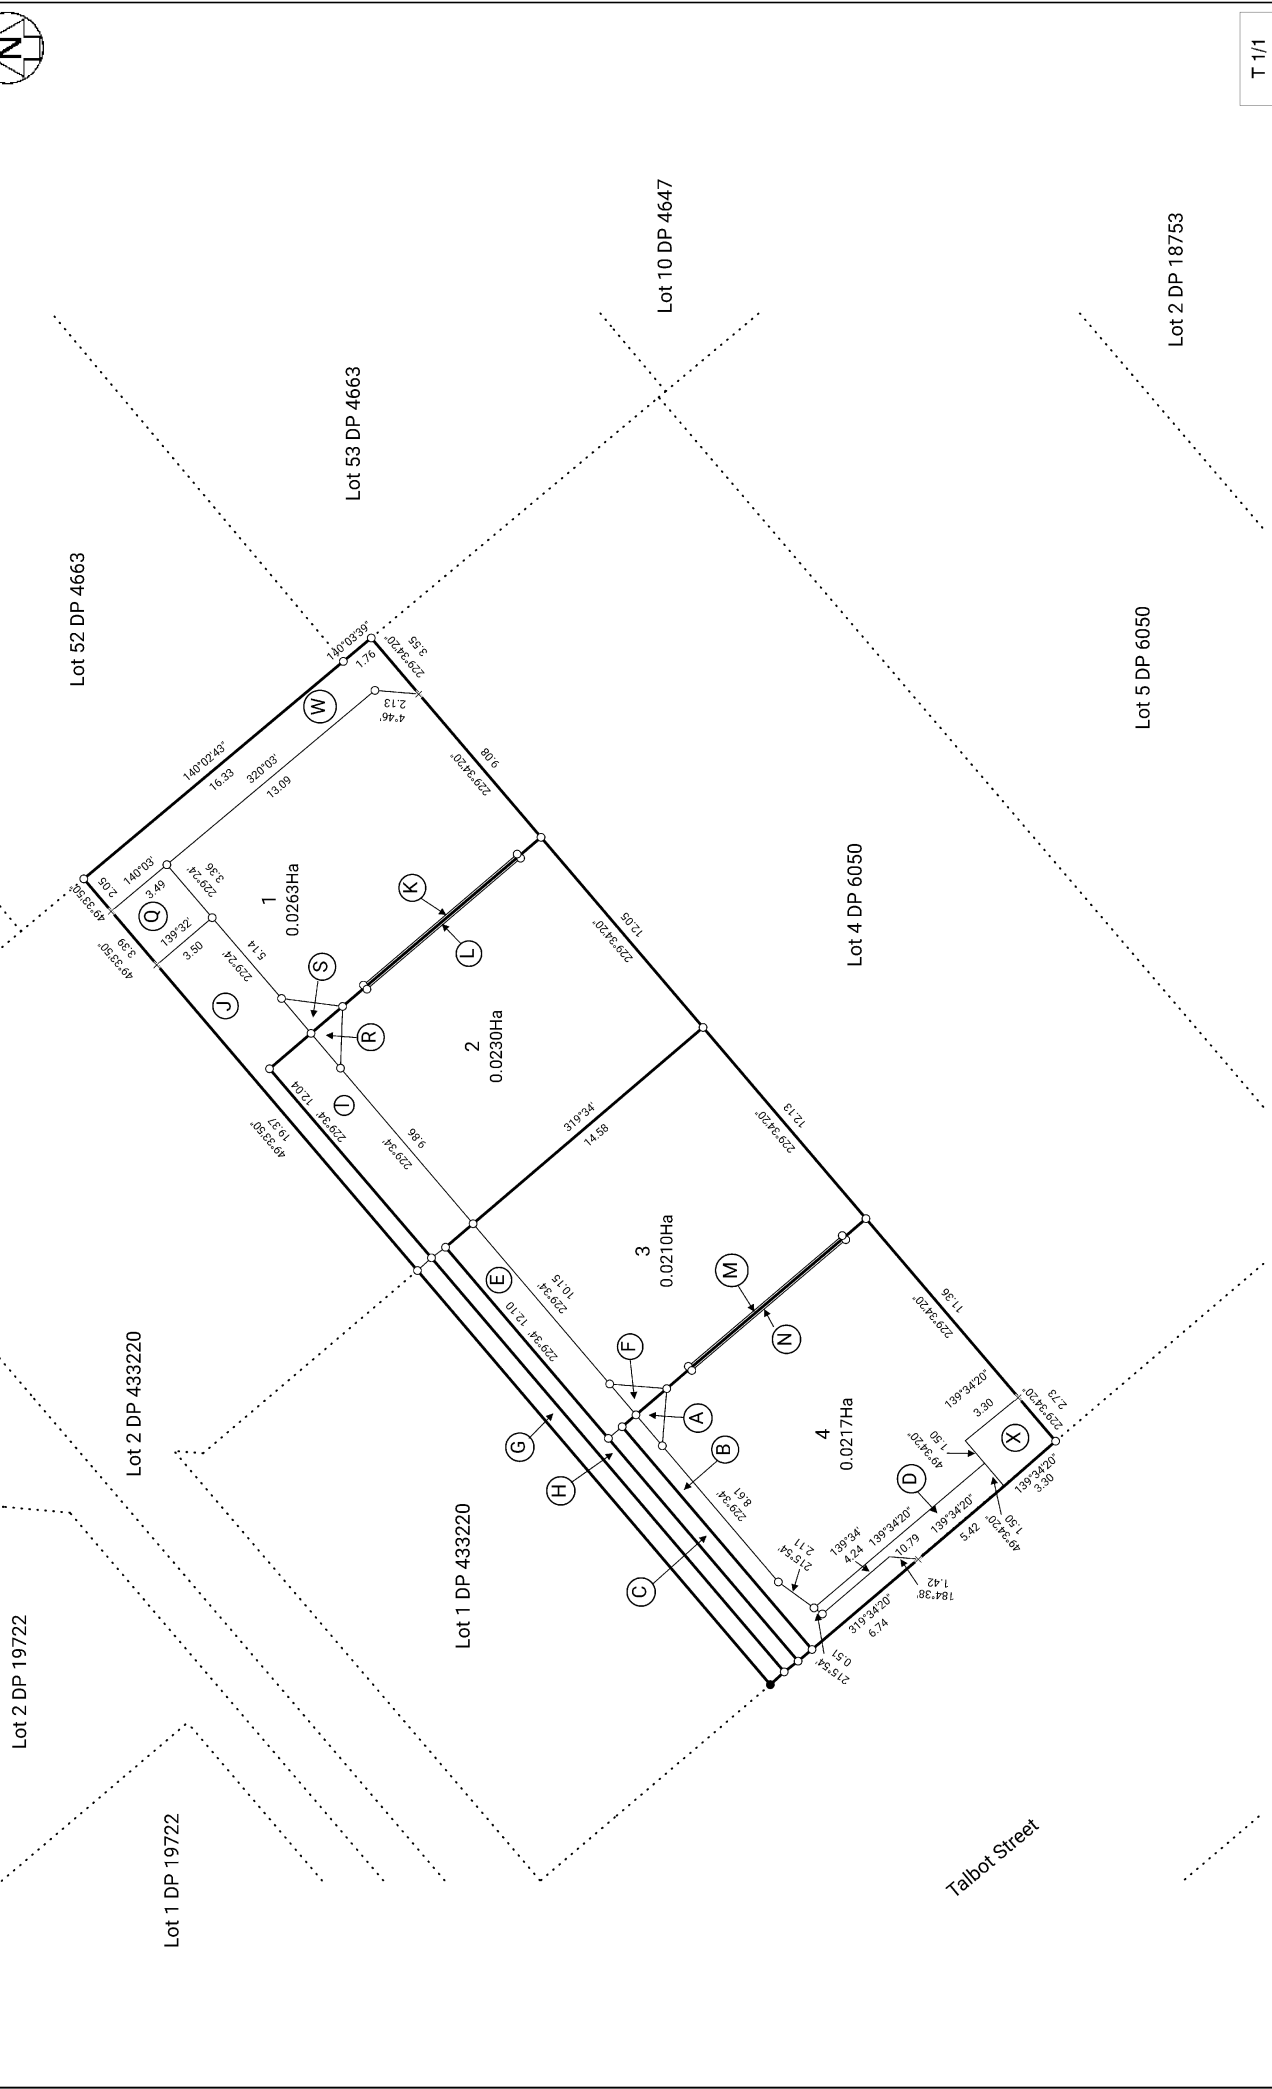 N
T 1/1
Lot 10 DP 4647
Lot 2 DP 18753
Lot 53 DP 4663
Lot 52 DP 4663
Lot 5 DP 6050
Lot 4 DP 6050
Lot 2 DP 433220
Lot 1 DP 433220
Lot 2 DP 19722
Lot 1 DP 19722
Talbot Street
140°03'39"
1.76
229°34'20"
3.55
W
4°46'
2.13
140°02'43"
16.33
320°03'
13.09
229°34'20"
9.08
49°33'50"
2.05
140°03'
3.49
Q
229°24'
3.36
139°32'
3.50
49°33'50"
3.39
229°24'
5.14
J
1
0.0263Ha
K
L
S
R
229°34'20"
12.05
2
0.0230Ha
I
229°34'
12.04
49°33'50"
19.37
229°34'
9.86
319°34'
14.58
229°34'20"
12.13
3
0.0210Ha
E
229°34'
10.15
229°34'
12.10
M
N
F
A
G
H
B
C
229°34'20"
11.36
4
0.0217Ha
229°34'
8.61
139°34'20"
3.30
229°34'20"
2.73
X
49°34'20"
1.50
139°34'20"
3.30
D
49°34'20"
1.50
139°34'20"
5.42
139°34'20"
10.79
139°34'
4.24
215°54'
2.11
184°38'
1.42
319°34'20"
6.74
215°54'
0.51